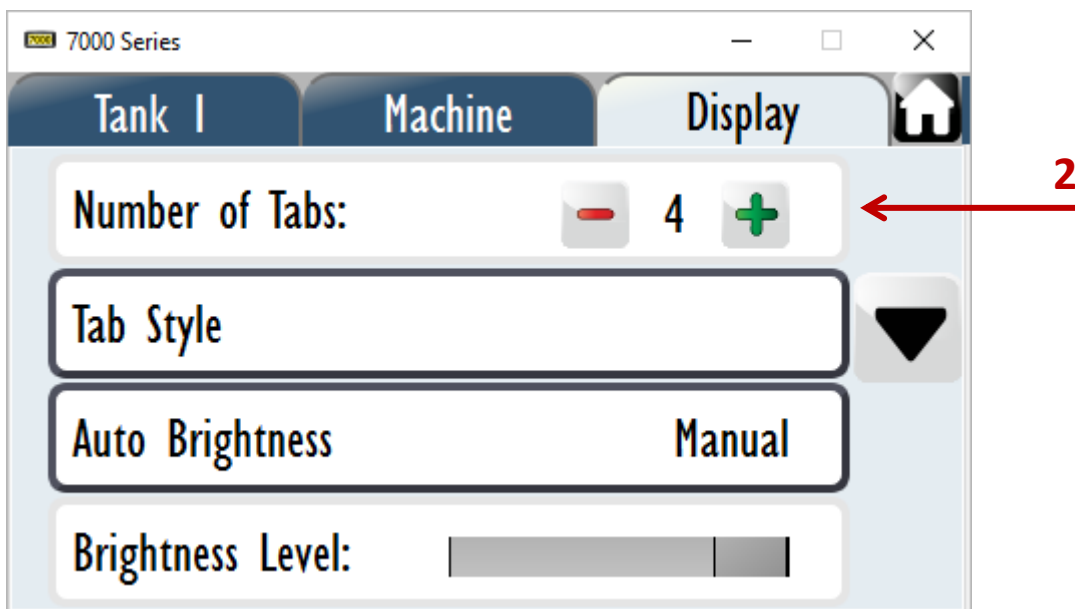 7000 Series
Tank 1
Machine
Display
2
Number of Tabs:
4
Tab Style
Auto Brightness
Manual
Brightness Level: